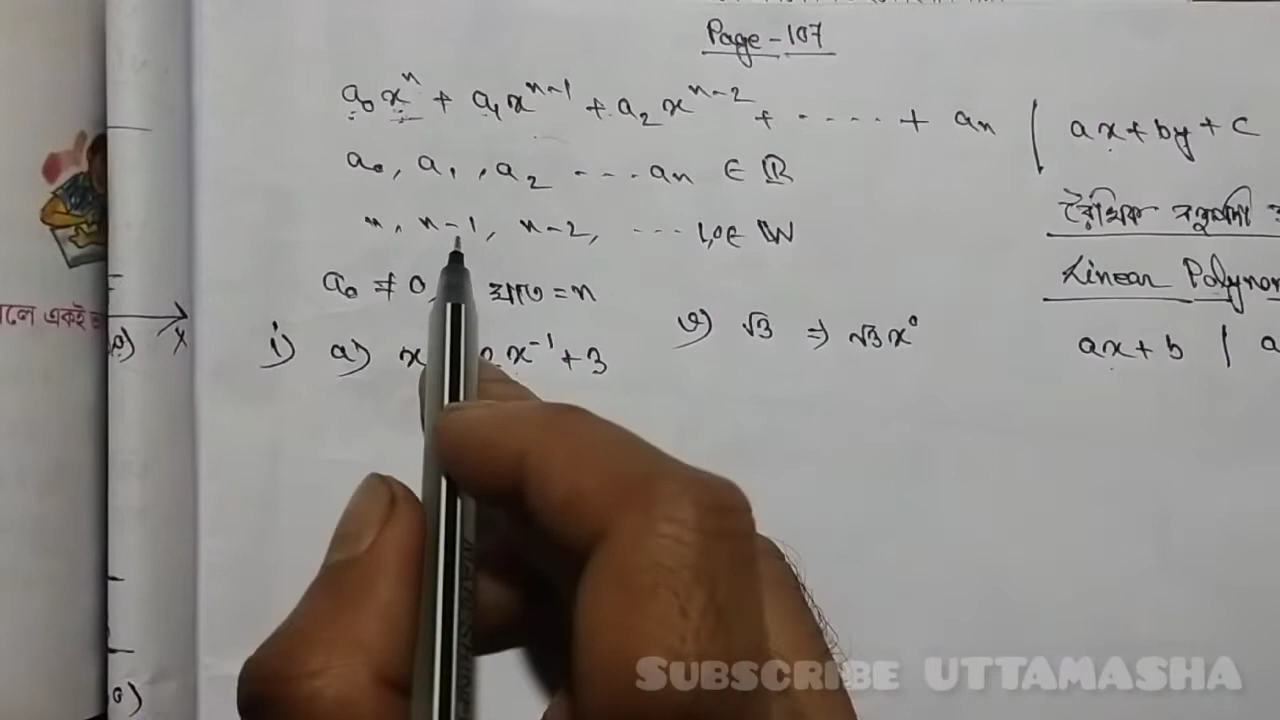 Page - 107
a₀xⁿ + a₁xⁿ⁻¹ + a₂xⁿ⁻² + ..... + aₙ | ax + by + c
a₀, a₁, a₂ ... aₙ ∈ ℝ
n, n-1, n-2, ... 1,0∈ W
রৈখিক
a₀ ≠ 0, ঘাত = n
Linear
i) a) x x⁻¹ + 3
√3 ⇒ √3x⁰
ax + b |
লে একই
X
SUBSCRIBE UTTAMASHA